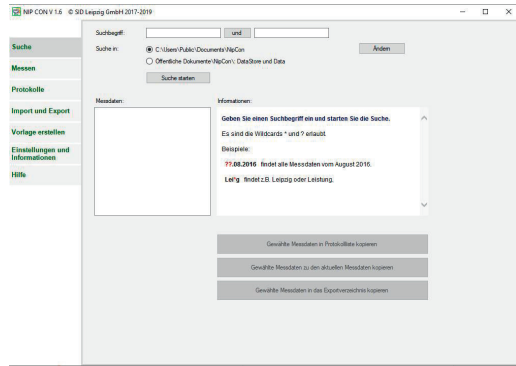 NIP CON V 1.6 © SID Leipzig GmbH 2017-2019
Suchbegriff:
und
Suche
Suche in:
C:\Users\Public\Documents\NipCon\
Ändern
Öffentliche Dokumente\NipCon\: DataStore und Data
Messen
Suche starten
Protokolle
Messdaten:
Informationen:
Import und Export
Geben Sie einen Suchbegriff ein und starten Sie die Suche.
Vorlage erstellen
Es sind die Wildcards * und ? erlaubt.
Einstellungen und
Informationen
Beispiele:
??.08.2016 findet alle Messdaten vom August 2016.
Hilfe
Lei*g findet z.B. Leipzig oder Leistung.
Gewählte Messdaten in Protokollliste kopieren
Gewählte Messdaten zu den aktuellen Messdaten kopieren
Gewählte Messdaten in das Exportverzeichnis kopieren